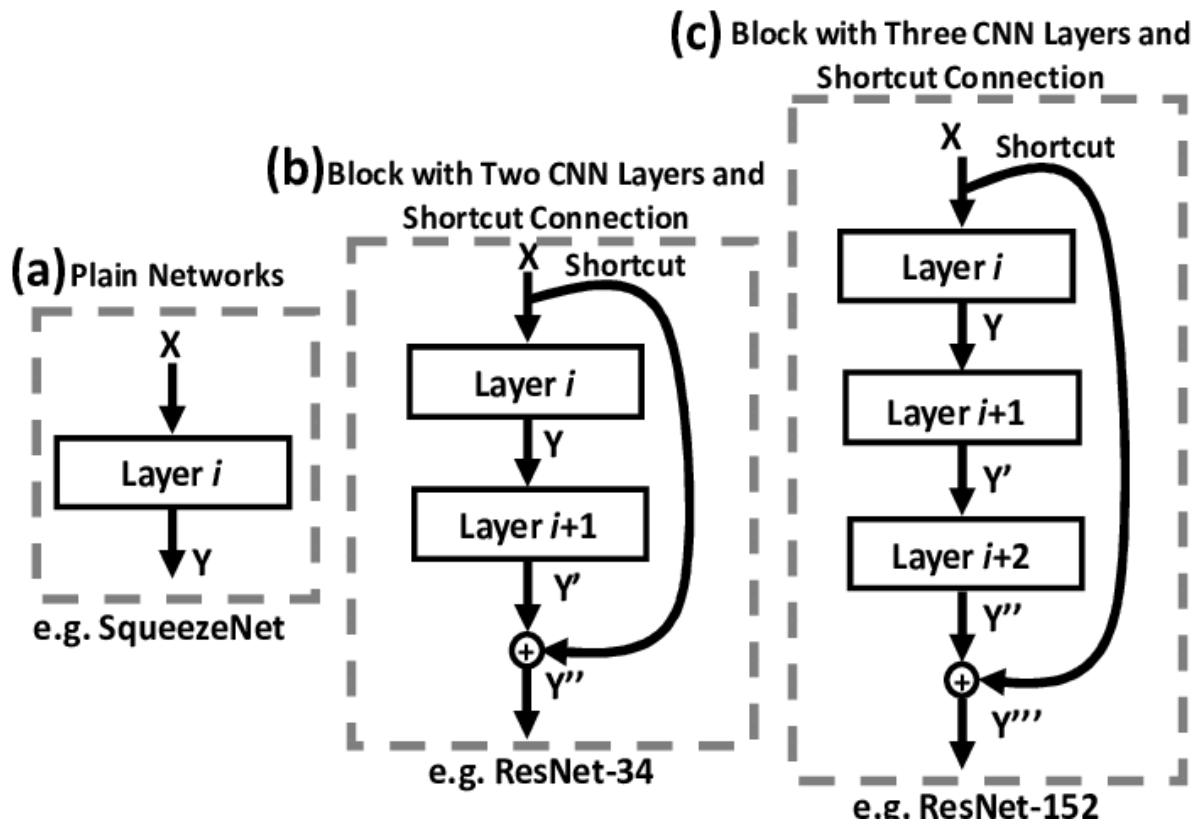 (a) Plain Networks
X
Layer i
Y
e.g. SqueezeNet
(b) Block with Two CNN Layers and
Shortcut Connection
X
Shortcut
Layer i
Y
Layer i+1
Y'
+
Y''
e.g. ResNet-34
(c) Block with Three CNN Layers and
Shortcut Connection
X
Shortcut
Layer i
Y
Layer i+1
Y'
Layer i+2
Y''
+
Y'''
e.g. ResNet-152